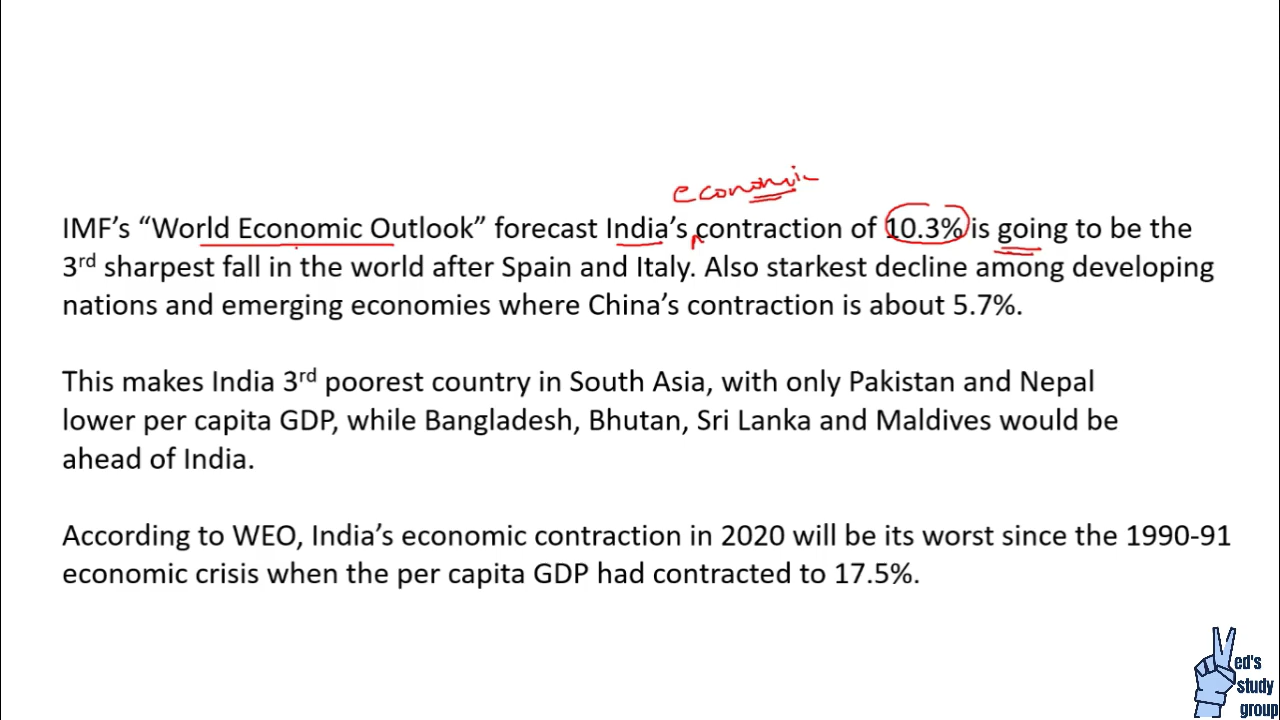 economic
IMF’s “World Economic Outlook” forecast India’s contraction of 10.3% is going to be the
3rd sharpest fall in the world after Spain and Italy. Also starkest decline among developing
nations and emerging economies where China’s contraction is about 5.7%.
This makes India 3rd poorest country in South Asia, with only Pakistan and Nepal
lower per capita GDP, while Bangladesh, Bhutan, Sri Lanka and Maldives would be
ahead of India.
According to WEO, India’s economic contraction in 2020 will be its worst since the 1990-91
economic crisis when the per capita GDP had contracted to 17.5%.
Ved's
study
group